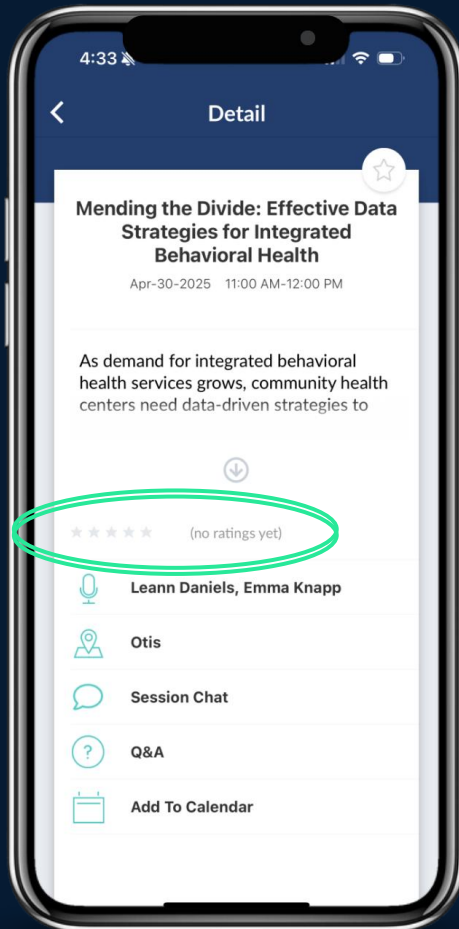 4:33
Detail
Mending the Divide: Effective Data
Strategies for Integrated
Behavioral Health
Apr-30-2025 11:00 AM-12:00 PM
As demand for integrated behavioral
health services grows, community health
centers need data-driven strategies to
(no ratings yet)
Leann Daniels, Emma Knapp
Otis
Session Chat
? Q&A
Add To Calendar